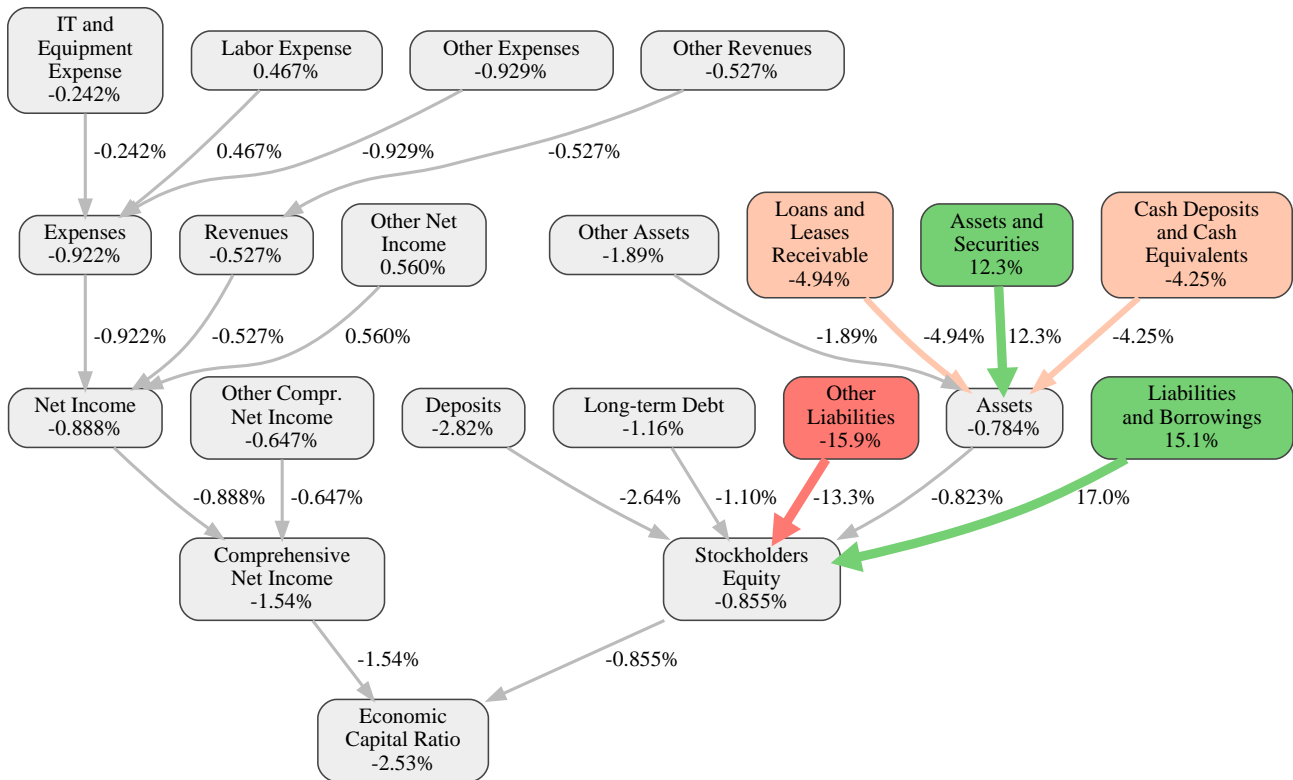 IT and
Equipment
Expense
-0.242%
Labor Expense
0.467%
Other Expenses
-0.929%
Other Revenues
-0.527%
-0.242%
0.467%
-0.929%
-0.527%
Expenses
-0.922%
Revenues
-0.527%
Other Net
Income
0.560%
Other Assets
-1.89%
Loans and
Leases
Receivable
-4.94%
Assets and
Securities
12.3%
Cash Deposits
and Cash
Equivalents
-4.25%
-0.922%
-0.527%
0.560%
-1.89%
-4.94%
12.3%
-4.25%
Net Income
-0.888%
Other Compr.
Net Income
-0.647%
Deposits
-2.82%
Long-term Debt
-1.16%
Other
Liabilities
-15.9%
Assets
-0.784%
Liabilities
and Borrowings
15.1%
-0.888%
-0.647%
-2.64%
-1.10%
-13.3%
-0.823%
17.0%
Comprehensive
Net Income
-1.54%
Stockholders
Equity
-0.855%
-1.54%
-0.855%
Economic
Capital Ratio
-2.53%